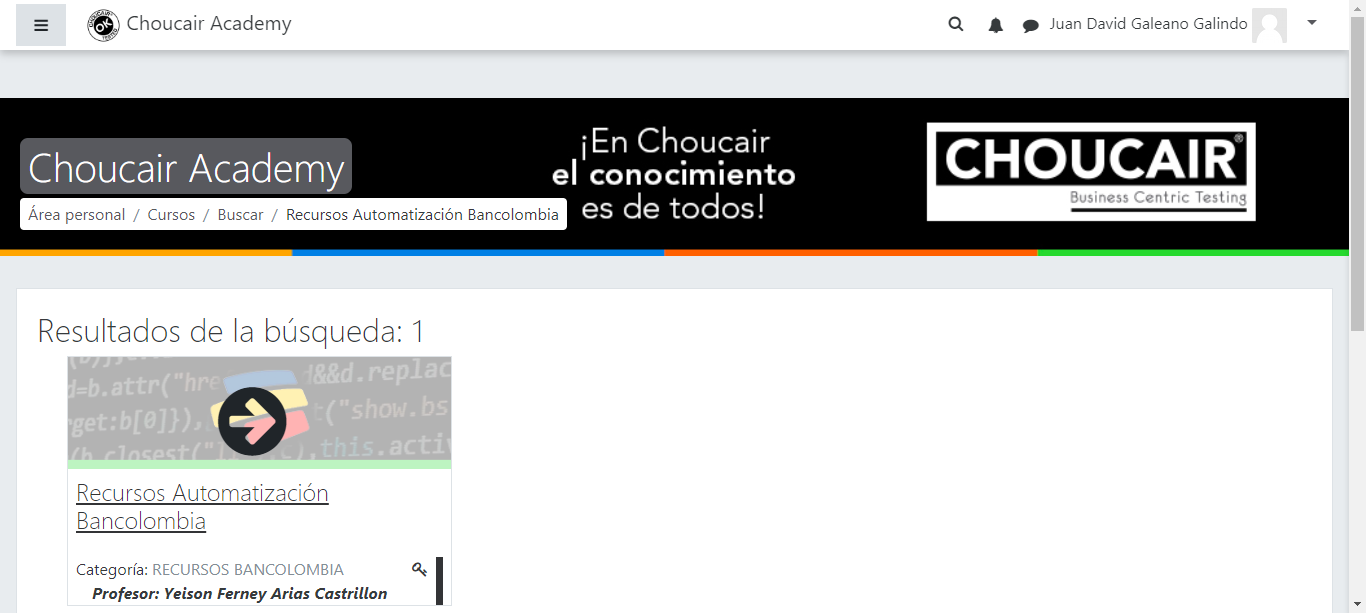 Choucair Academy
Juan David Galeano Galindo
¡En Choucair
el conocimiento
es de todos!
CHOUCAIR®
Business Centric Testing
Choucair Academy
Área personal / Cursos / Buscar / Recursos Automatización Bancolombia
Resultados de la búsqueda: 1
d=b.attr("hre d&&d.replac
rget:b[0]}), t("show.bs
(b.closest( ),this.activ
Recursos Automatización
Bancolombia
Categoría: RECURSOS BANCOLOMBIA
Profesor: Yeison Ferney Arias Castrillon